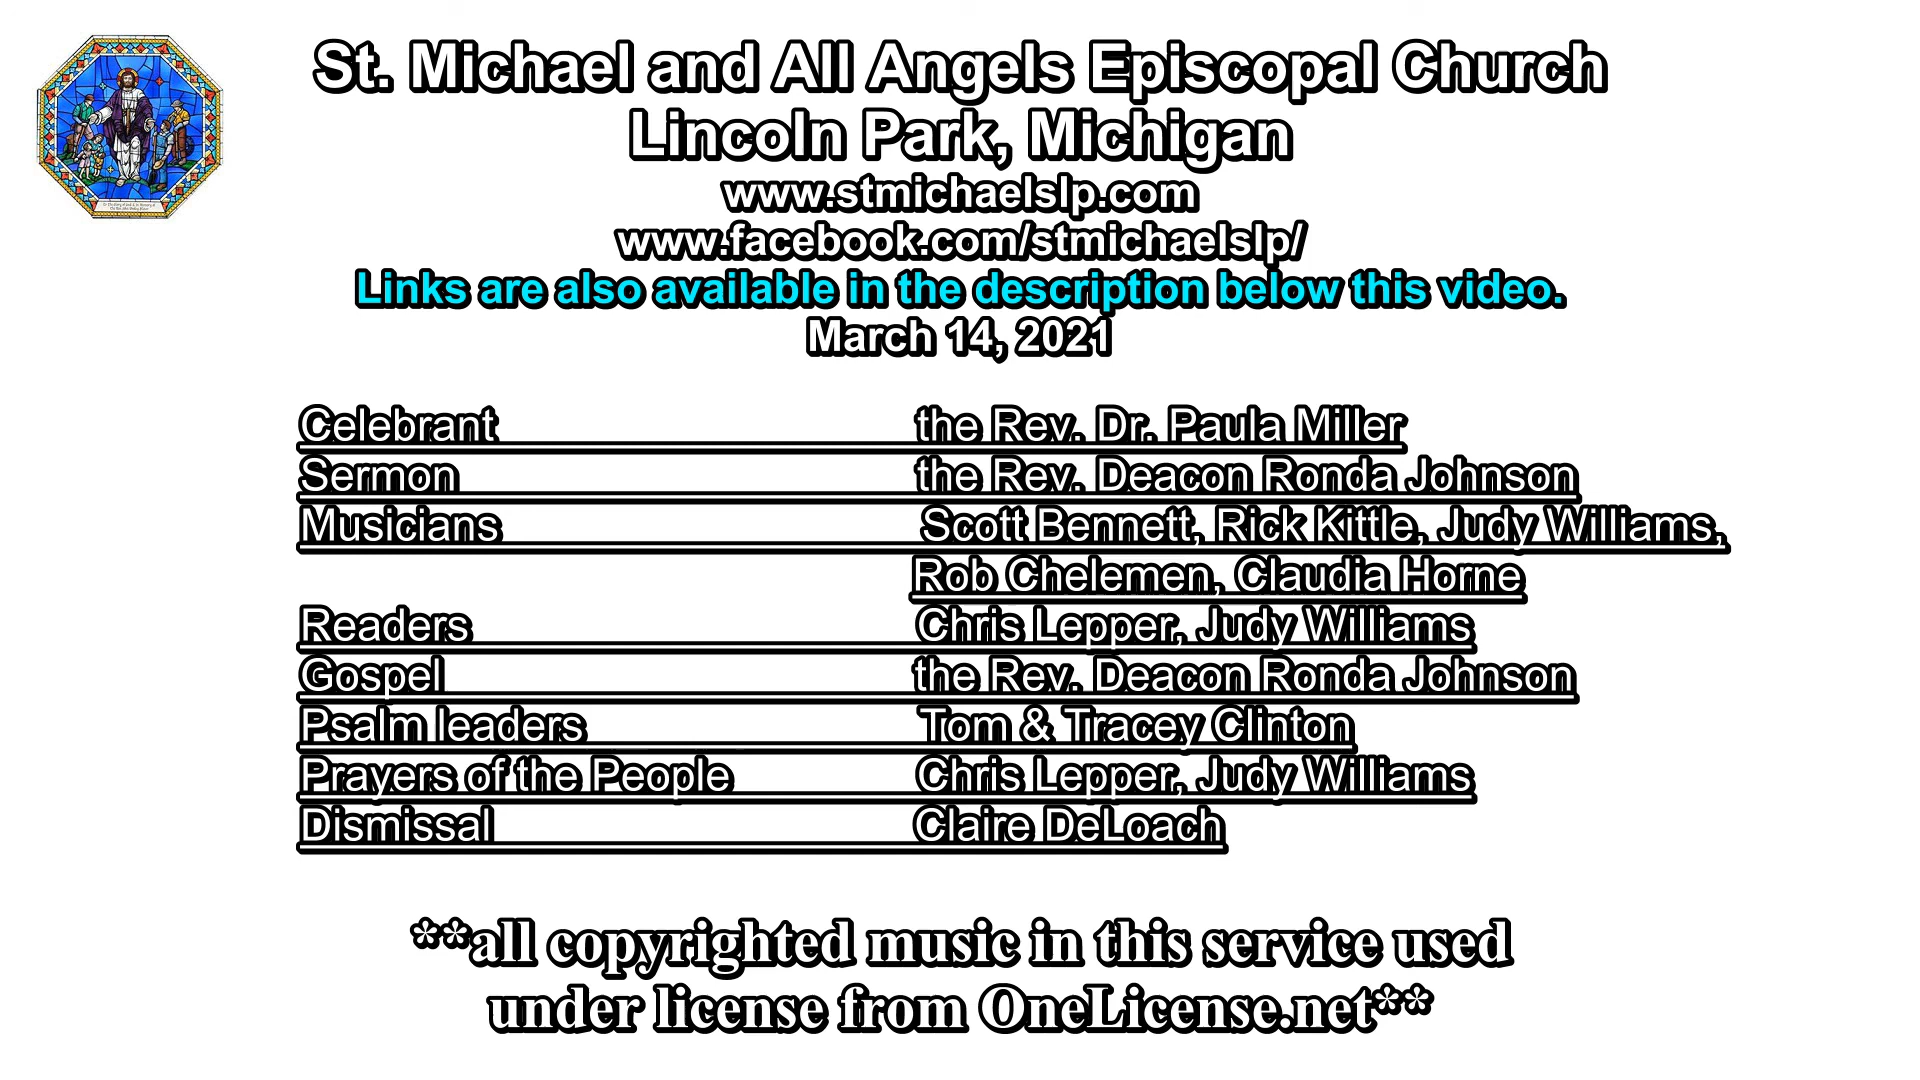 St. Michael and All Angels Episcopal Church
Lincoln Park, Michigan
www.stmichaelslp.com
www.facebook.com/stmichaelslp/
Links are also available in the description below this video.
March 14, 2021
Celebrant the Rev. Dr. Paula Miller
Sermon the Rev. Deacon Ronda Johnson
Musicians Scott Bennett, Rick Kittle, Judy Williams,
Rob Chelemen, Claudia Horne
Readers Chris Lepper, Judy Williams
Gospel the Rev. Deacon Ronda Johnson
Psalm leaders Tom & Tracey Clinton
Prayers of the People Chris Lepper, Judy Williams
Dismissal Claire DeLoach
**all copyrighted music in this service used
under license from OneLicense.net**